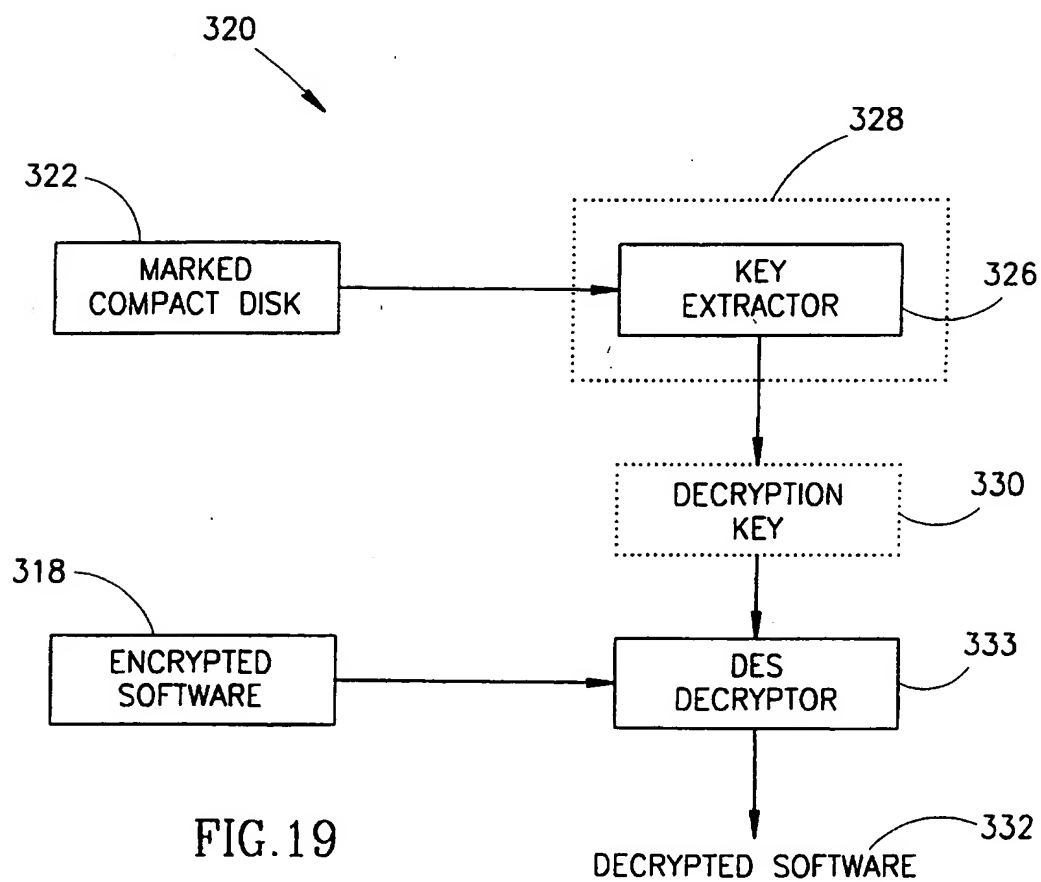 320
328
322
MARKED
COMPACT DISK
KEY
EXTRACTOR
326
DECRYPTION
KEY
330
318
ENCRYPTED
SOFTWARE
DES
DECRYPTOR
333
FIG.19
332
DECRYPTED SOFTWARE